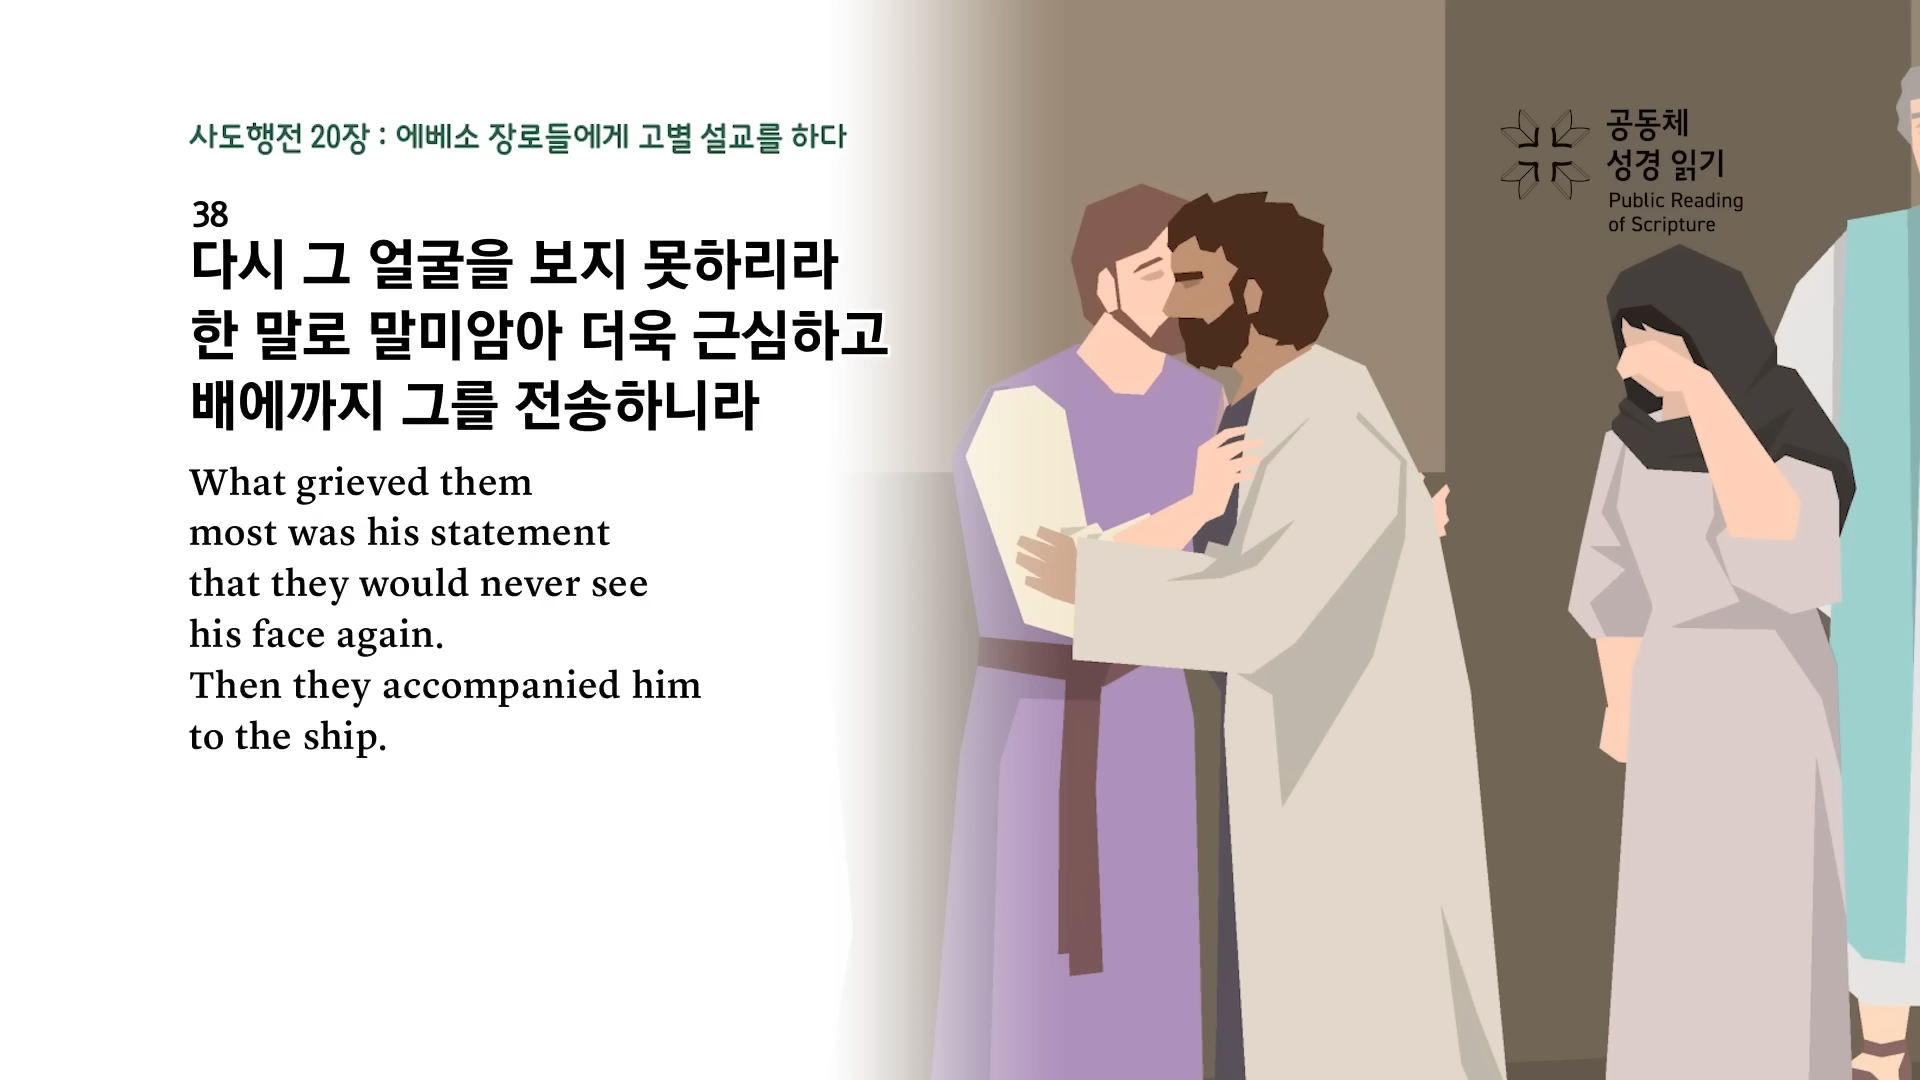 사도행전 20장 : 에베소 장로들에게 고별 설교를 하다
38
다시 그 얼굴을 보지 못하리라
한 말로 말미암아 더욱 근심하고
배에까지 그를 전송하니라
What grieved them
most was his statement
that they would never see
his face again.
Then they accompanied him
to the ship.
공동체
성경 읽기
Public Reading
of Scripture